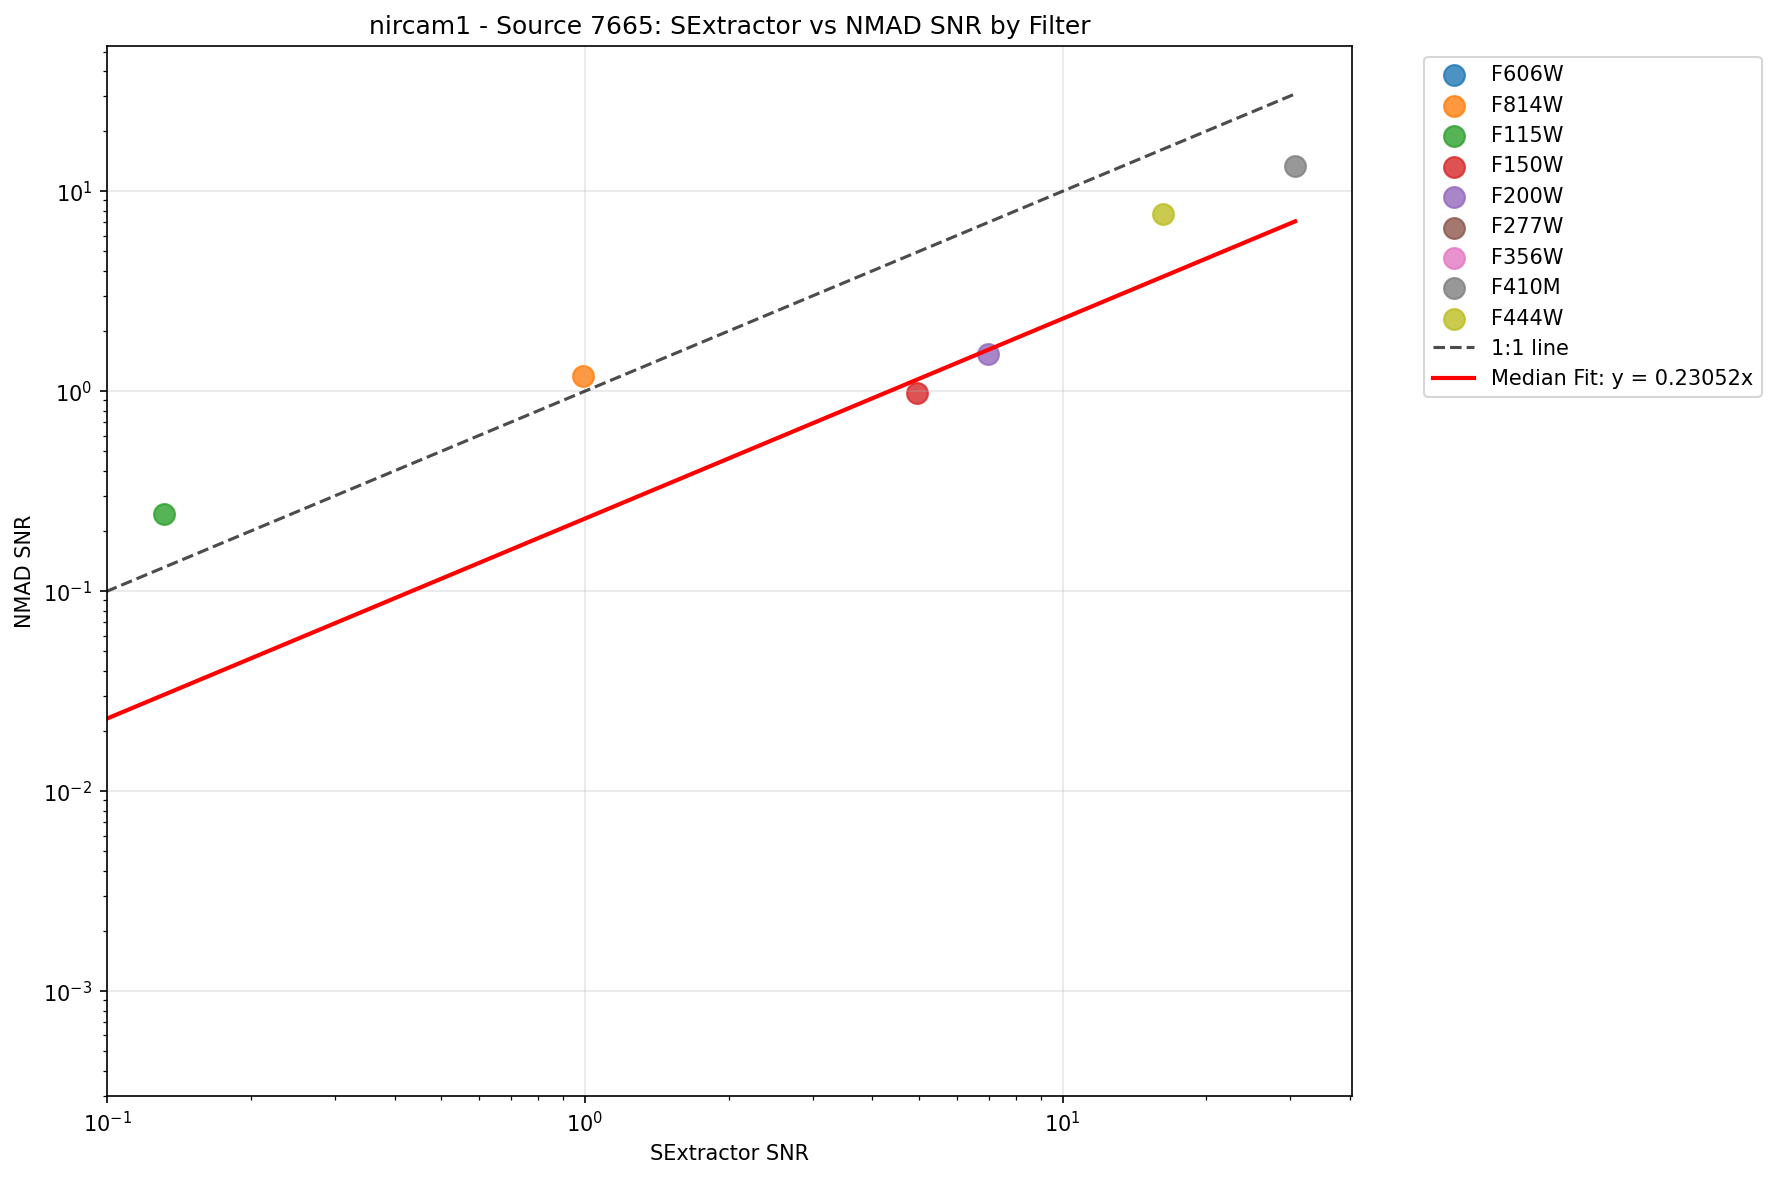 nircam1 - Source 7665: SExtractor vs NMAD SNR by Filter
NMAD SNR
10¹
10⁰
10⁻¹
10⁻²
10⁻³
10⁻¹
10⁰
10¹
SExtractor SNR
F606W
F814W
F115W
F150W
F200W
F277W
F356W
F410M
F444W
1:1 line
Median Fit: y = 0.23052x